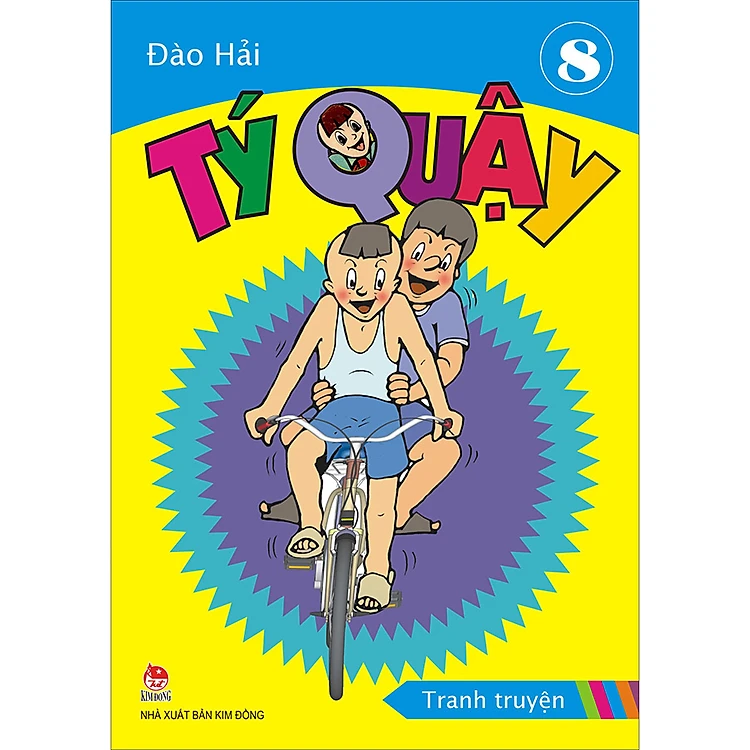 Đào Hải
8
TÝ QUẬY
KIM ĐỒNG
NHÀ XUẤT BẢN KIM ĐỒNG
Tranh truyện